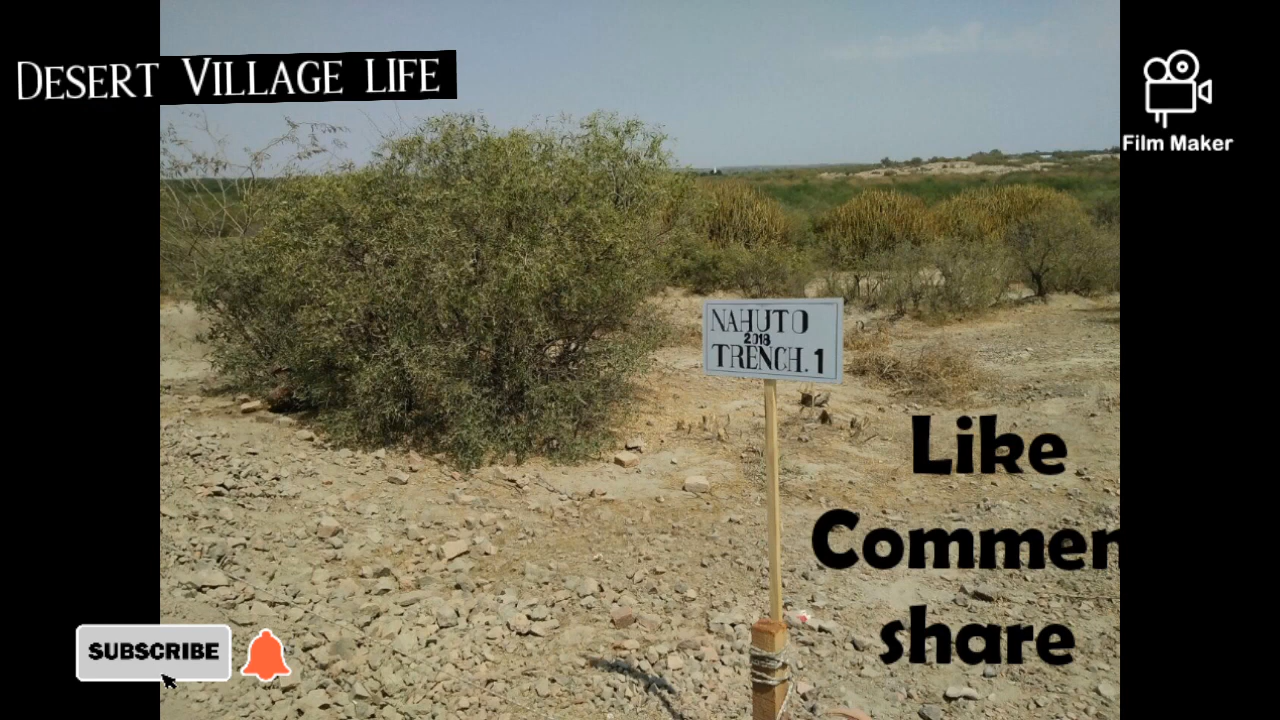 DESERT VILLAGE LIFE
Film Maker
NAHUTO
2018
TRENCH.1
Like
Commen
share
SUBSCRIBE